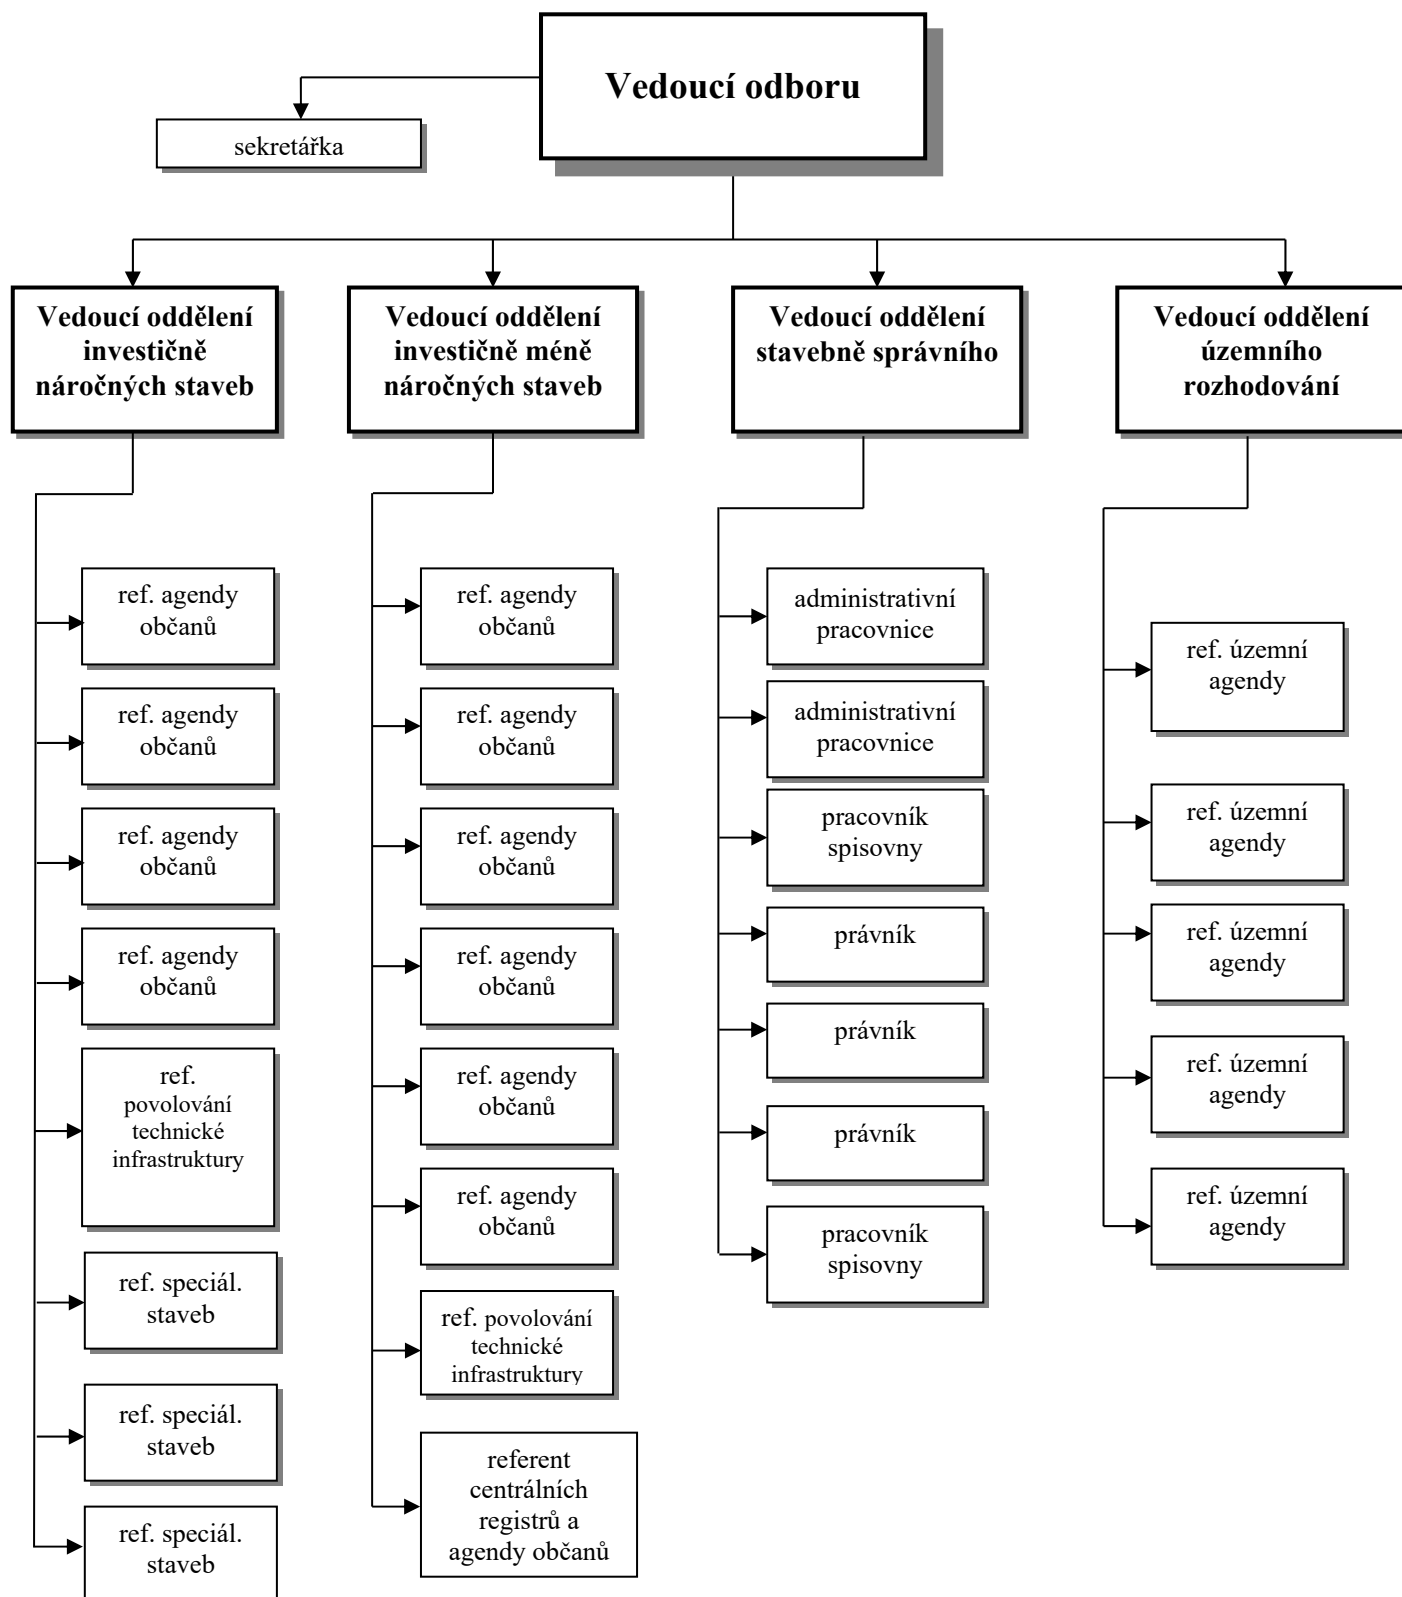 Vedoucí odboru
sekretářka
Vedoucí oddělení
investičně
náročných staveb
Vedoucí oddělení
investičně méně
náročných staveb
Vedoucí oddělení
stavebně správního
Vedoucí oddělení
územního
rozhodování
ref. agendy
občanů
ref. agendy
občanů
ref. agendy
občanů
ref. agendy
občanů
ref.
povolování
technické
infrastruktury
ref. speciál.
staveb
ref. speciál.
staveb
ref. speciál.
staveb
ref. agendy
občanů
ref. agendy
občanů
ref. agendy
občanů
ref. agendy
občanů
ref. agendy
občanů
ref. agendy
občanů
ref. povolování
technické
infrastruktury
referent
centrálních
registrů a
agendy občanů
administrativní
pracovnice
administrativní
pracovnice
pracovník
spisovny
právník
právník
právník
pracovník
spisovny
ref. územní
agendy
ref. územní
agendy
ref. územní
agendy
ref. územní
agendy
ref. územní
agendy